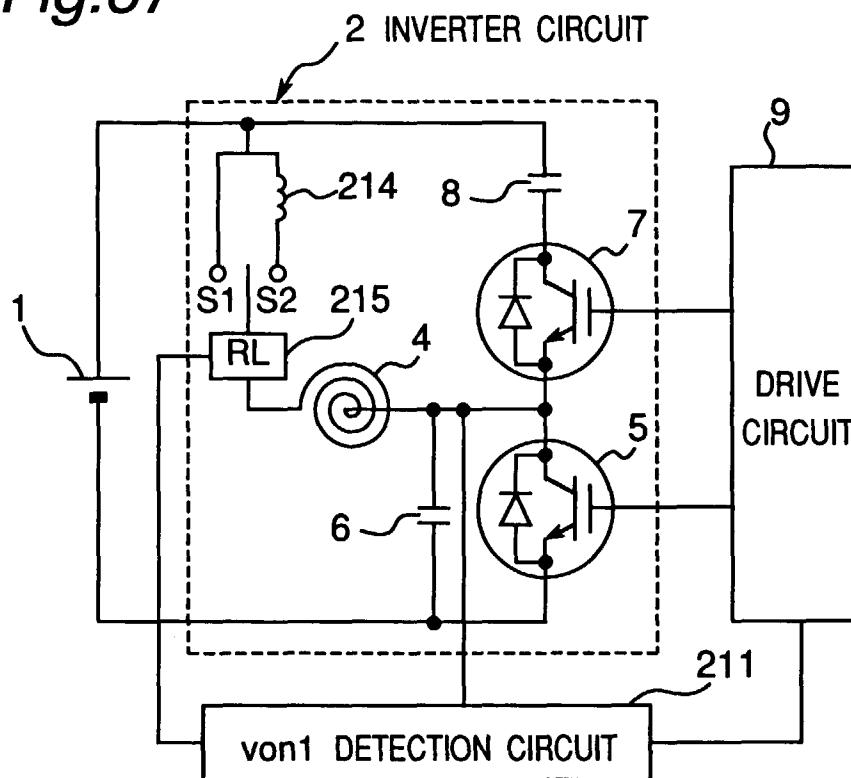 Fig.37
2 INVERTER CIRCUIT
9
214
8
7
S1 S2
215
1
RL
4
DRIVE
CIRCUIT
5
6
211
von1 DETECTION CIRCUIT